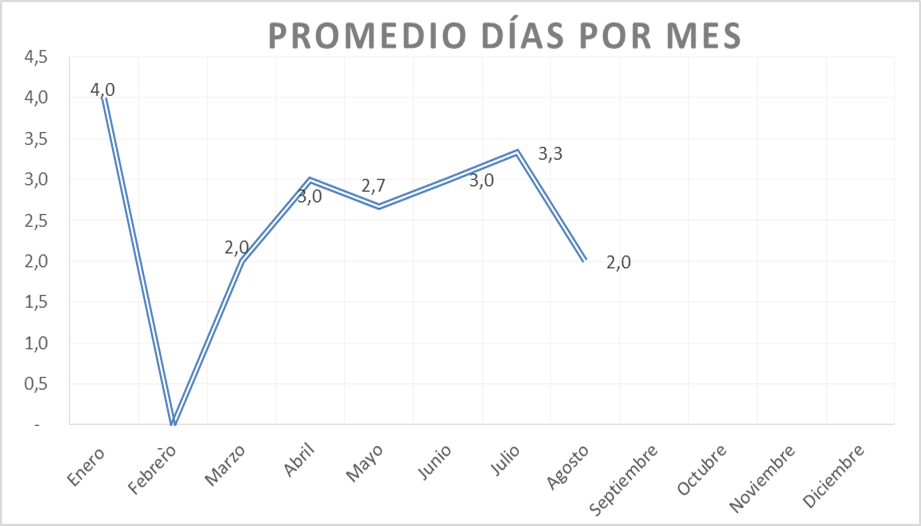 PROMEDIO DÍAS POR MES
4,5
4,0
3,5
3,0
2,5
2,0
1,5
1,0
0,5
-
4,0
-
2,0
3,0
2,7
3,0
3,3
2,0
Enero
Febrero
Marzo
Abril
Mayo
Junio
Julio
Agosto
Septiembre
Octubre
Noviembre
Diciembre